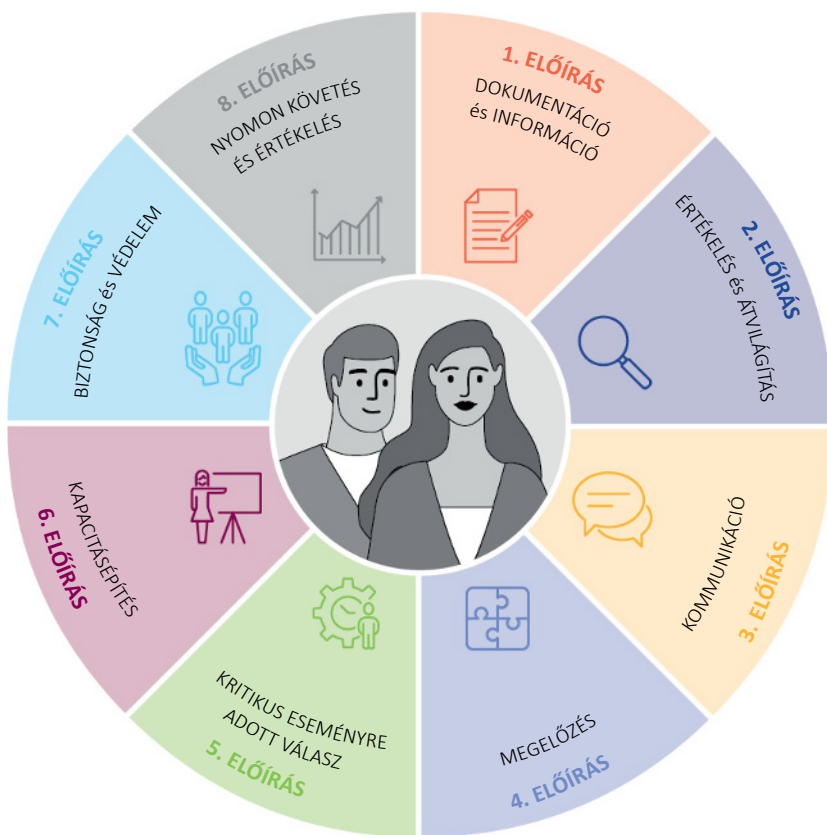 1. ELŐÍRÁS
DOKUMENTÁCIÓ
és INFORMÁCIÓ
2. ELŐÍRÁS
ÉRTÉKELÉS és ÁTVILÁGÍTÁS
3. ELŐÍRÁS
KOMMUNIKÁCIÓ
MEGELŐZÉS
4. ELŐÍRÁS
KRITIKUS ESEMÉNYRE
ADOTT VÁLASZ
5. ELŐÍRÁS
KAPACITÁSÉPÍTÉS
6. ELŐÍRÁS
7. ELŐÍRÁS
BIZTONSÁG és VÉDELEM
8. ELŐÍRÁS
NYOMON KÖVETÉS
ÉS ÉRTÉKELÉS